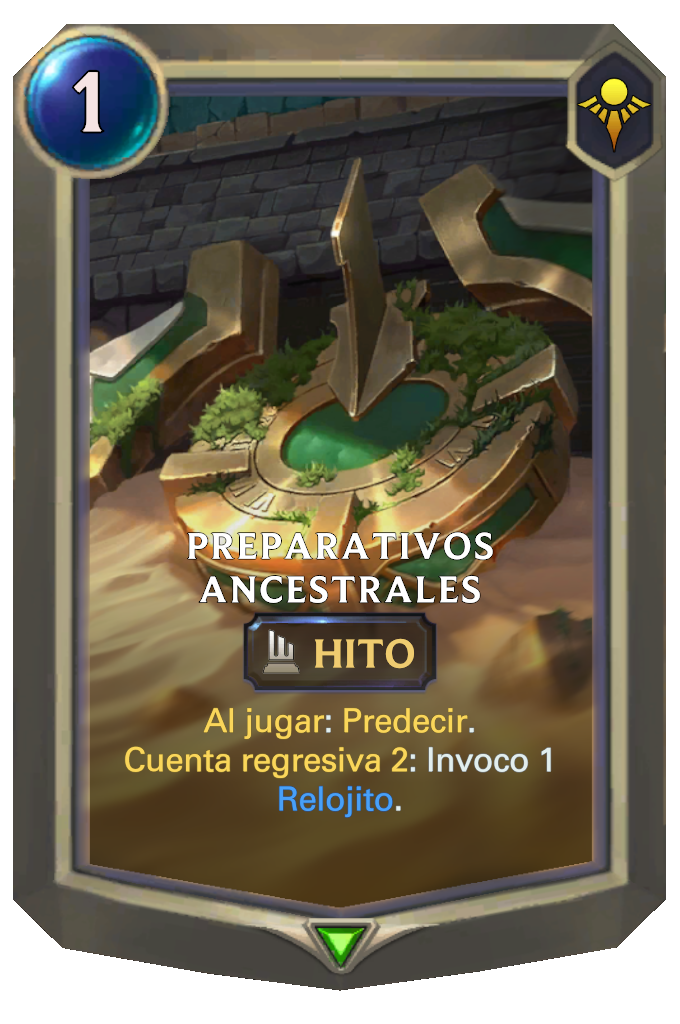 1
PREPARATIVOS
ANCESTRALES
HITO
Al jugar: Predecir.
Cuenta regresiva 2: Invoco 1
Relojito.